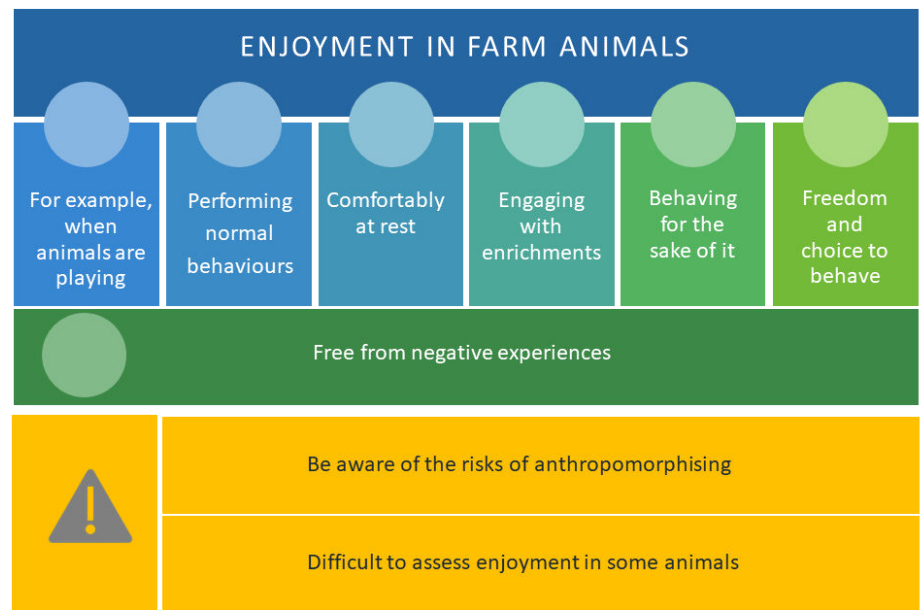 ENJOYMENT IN FARM ANIMALS
For example,
when
animals are
playing
Performing
normal
behaviours
Comfortably
at rest
Engaging
with
enrichments
Behaving
for the
sake of it
Freedom
and
choice to
behave
Free from negative experiences
Be aware of the risks of anthropomorphising
Difficult to assess enjoyment in some animals